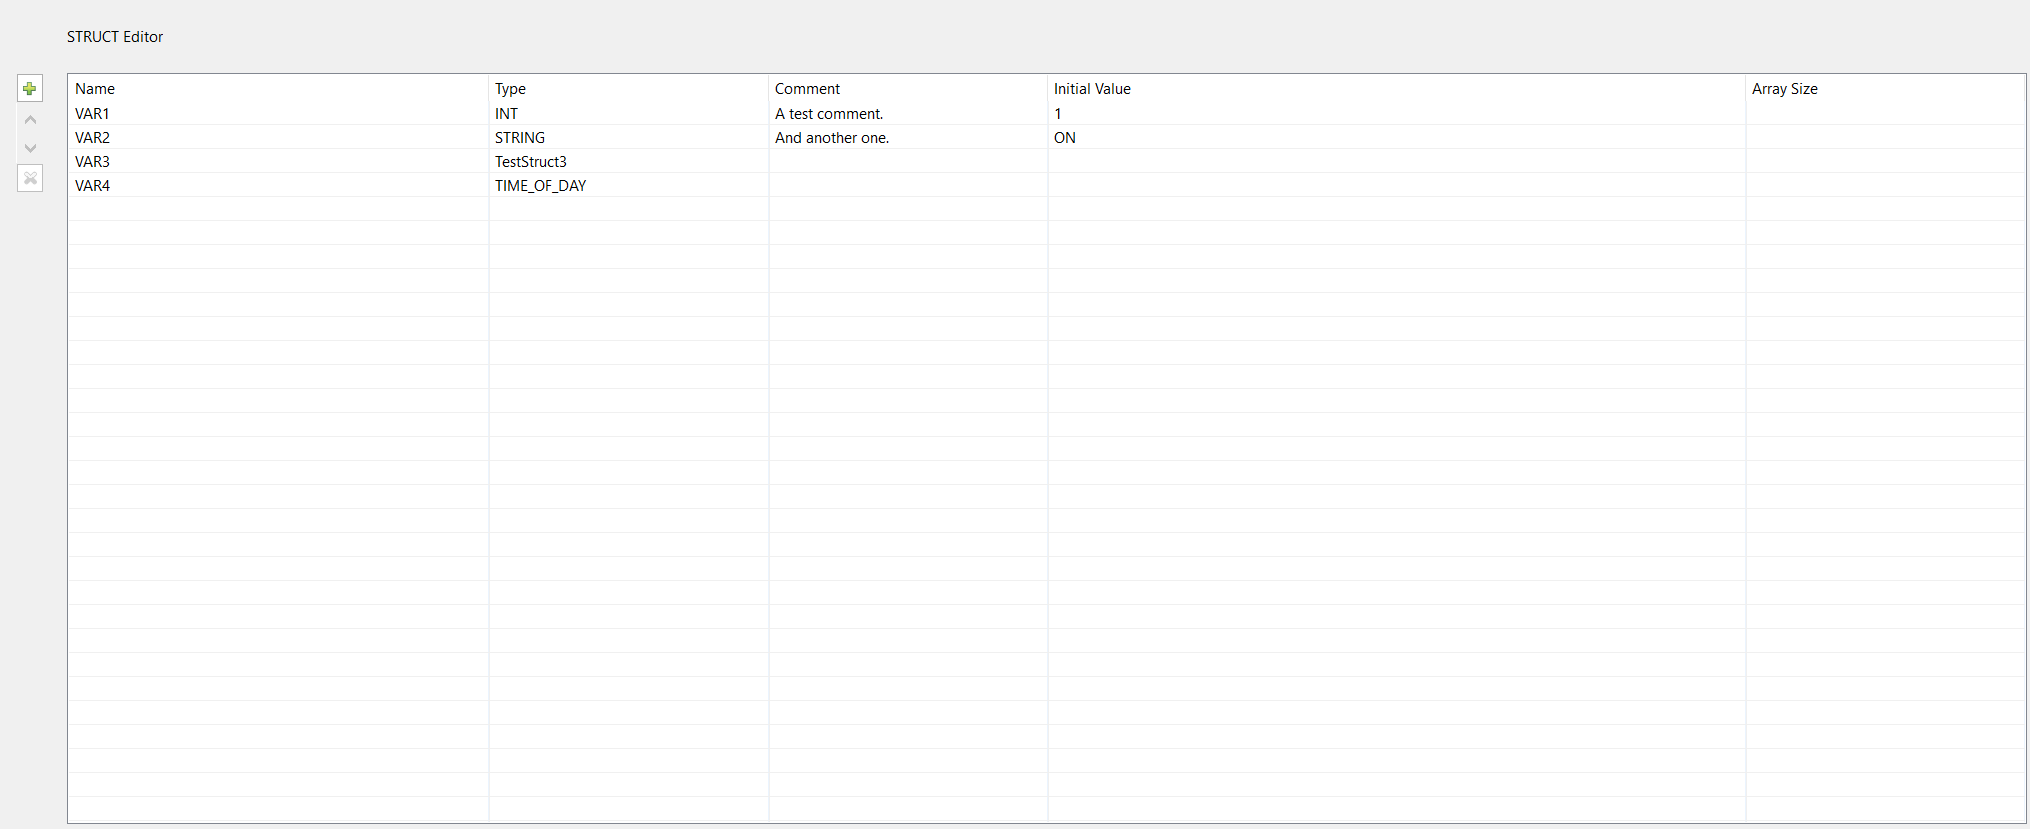 STRUCT Editor
Name Type Comment Initial Value Array Size
VAR1 INT A test comment. 1
VAR2 STRING And another one. ON
VAR3 TestStruct3
VAR4 TIME_OF_DAY